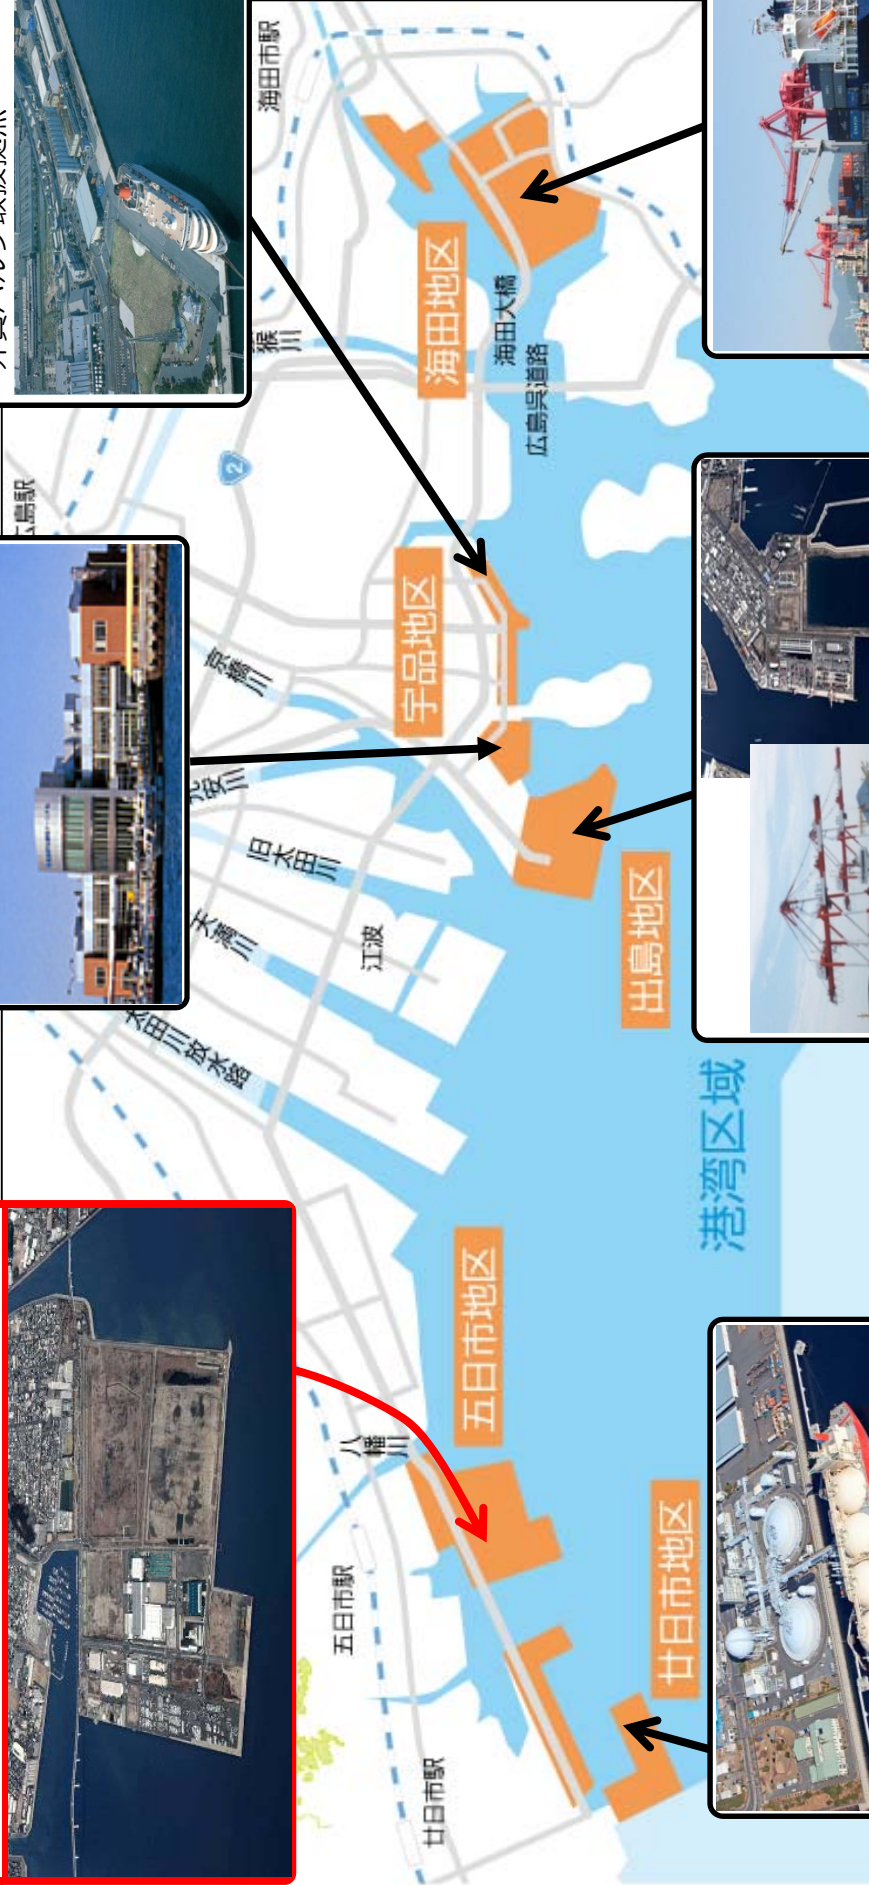 海田市駅
猿
川
海田地区
海田大橋
広島呉道路
2
広島駅
宇品地区
京橋川
元安川
旧太田川
天満川
江波
太田川放水路
出島地区
港湾区域
五日市地区
八
幡
川
五日市駅
廿日市地区
廿日市駅